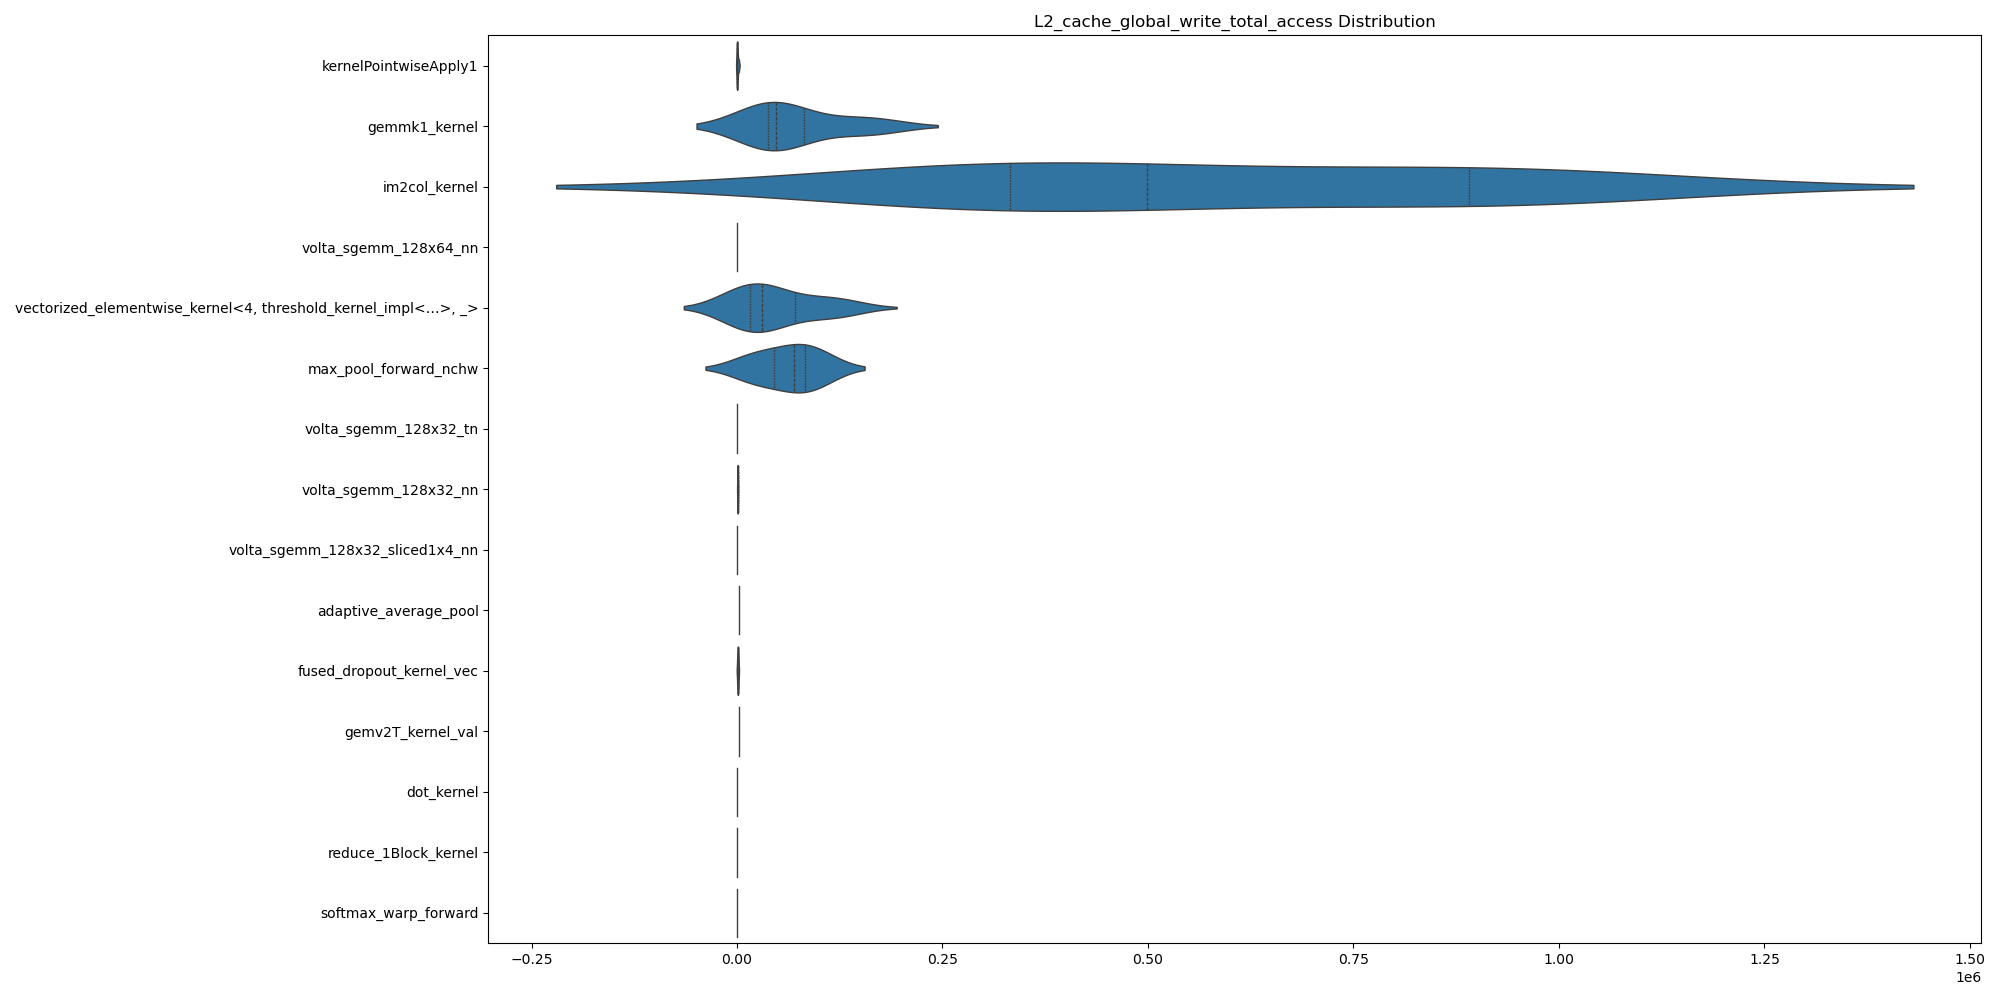 L2_cache_global_write_total_access Distribution
kernelPointwiseApply1
gemmk1_kernel
im2col_kernel
volta_sgemm_128x64_nn
vectorized_elementwise_kernel<4, threshold_kernel_impl<...>, _>
max_pool_forward_nchw
volta_sgemm_128x32_tn
volta_sgemm_128x32_nn
volta_sgemm_128x32_sliced1x4_nn
adaptive_average_pool
fused_dropout_kernel_vec
gemv2T_kernel_val
dot_kernel
reduce_1Block_kernel
softmax_warp_forward
−0.25 0.00 0.25 0.50 0.75 1.00 1.25 1.50
1e6